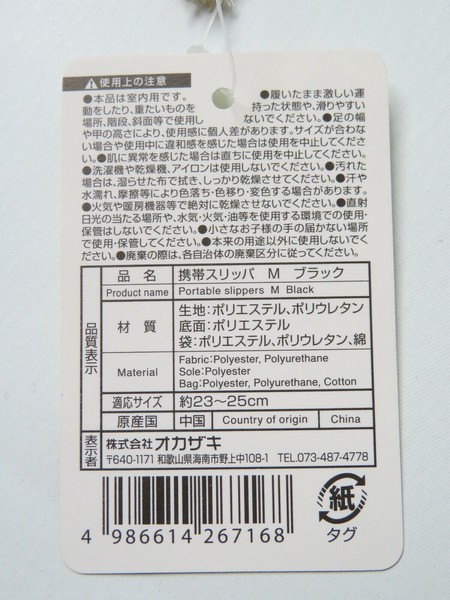 ⚠使用上の注意
●本品は室内用です。 ●履いたまま激しい運
動をしたり、重たいものを 持った状態や、滑りやすい
場所、階段、斜面等で使用し ないでください。●足の幅
や甲の高さにより、使用感に個人差があります。サイズが合わな
い場合や使用中に違和感を感じた場合は使用を中止してくださ
い。●肌に異常を感じた場合は直ちに使用を中止してください。
●洗濯機や乾燥機、アイロンは使用しないでください。●汚れた
場合は、湿らせた布で拭き、しっかり乾燥させてください。●汗や
水濡れ、摩擦等により色落ち・色移り・変色する場合があります。
●火気や暖房機器等で絶対に乾燥させないでください。●直射
日光の当たる場所や、水気・火気・油等を使用する環境での使用・
保管はしないでください。●小さなお子様の手の届かない場所
で使用・保管してください。●本来の用途以外に使用しないでく
ださい。●廃棄の際は、各自治体の廃棄区分に従ってください。
品質表示
品 名 携帯スリッパ M ブラック
Product name Portable slippers M Black
材 質 生地：ポリエステル、ポリウレタン
底面：ポリエステル
袋：ポリエステル、ポリウレタン、綿
Material Fabric:Polyester, Polyurethane
Sole:Polyester
Bag:Polyester, Polyurethane, Cotton
適応サイズ 約23〜25cm
原産国 中国 Country of origin China
表示者 株式会社オカザキ
〒640-1171 和歌山県海南市野上中108-1 TEL.073-487-4778
4 986614 267168
紙
タグ